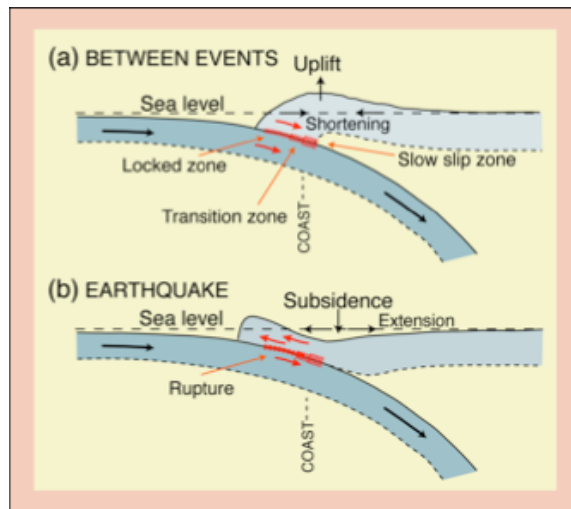 (a) BETWEEN EVENTS
Uplift
Sea level
Shortening
Locked zone
Slow slip zone
Transition zone
COAST
(b) EARTHQUAKE
Subsidence
Sea level
Extension
Rupture
COAST